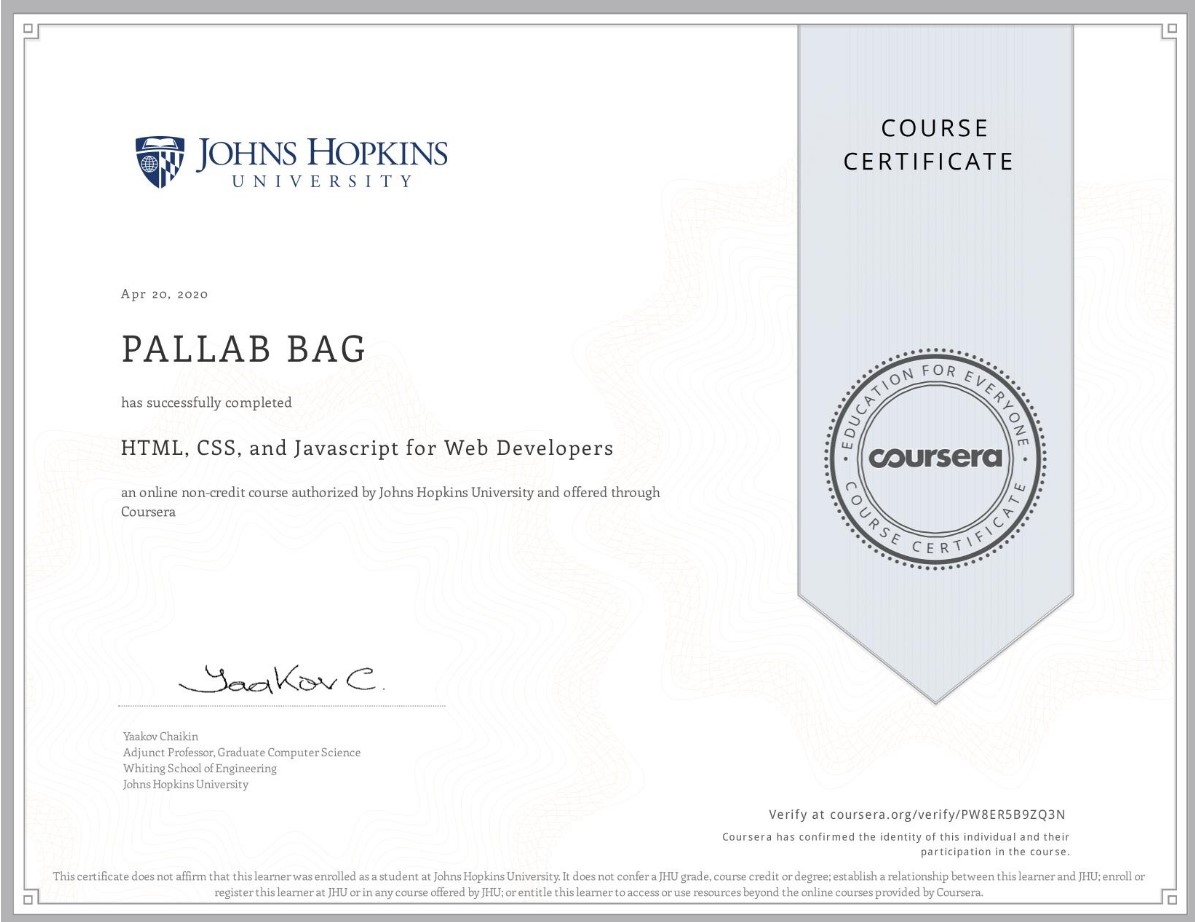 JOHNS HOPKINS
UNIVERSITY
COURSE
CERTIFICATE
Apr 20, 2020
PALLAB BAG
has successfully completed
HTML, CSS, and Javascript for Web Developers
an online non-credit course authorized by Johns Hopkins University and offered through
Coursera
EDUCATION FOR EVERYONE
coursera
COURSE CERTIFICATE
Yaakov C.
Yaakov Chaikin
Adjunct Professor, Graduate Computer Science
Whiting School of Engineering
Johns Hopkins University
Verify at coursera.org/verify/PW8ER5B9ZQ3N
Coursera has confirmed the identity of this individual and their
participation in the course.
This certificate does not affirm that this learner was enrolled as a student at Johns Hopkins University. It does not confer a JHU grade, course credit or degree; establish a relationship between this learner and JHU; enroll or
register this learner at JHU or in any course offered by JHU; or entitle this learner to access or use resources beyond the online courses provided by Coursera.